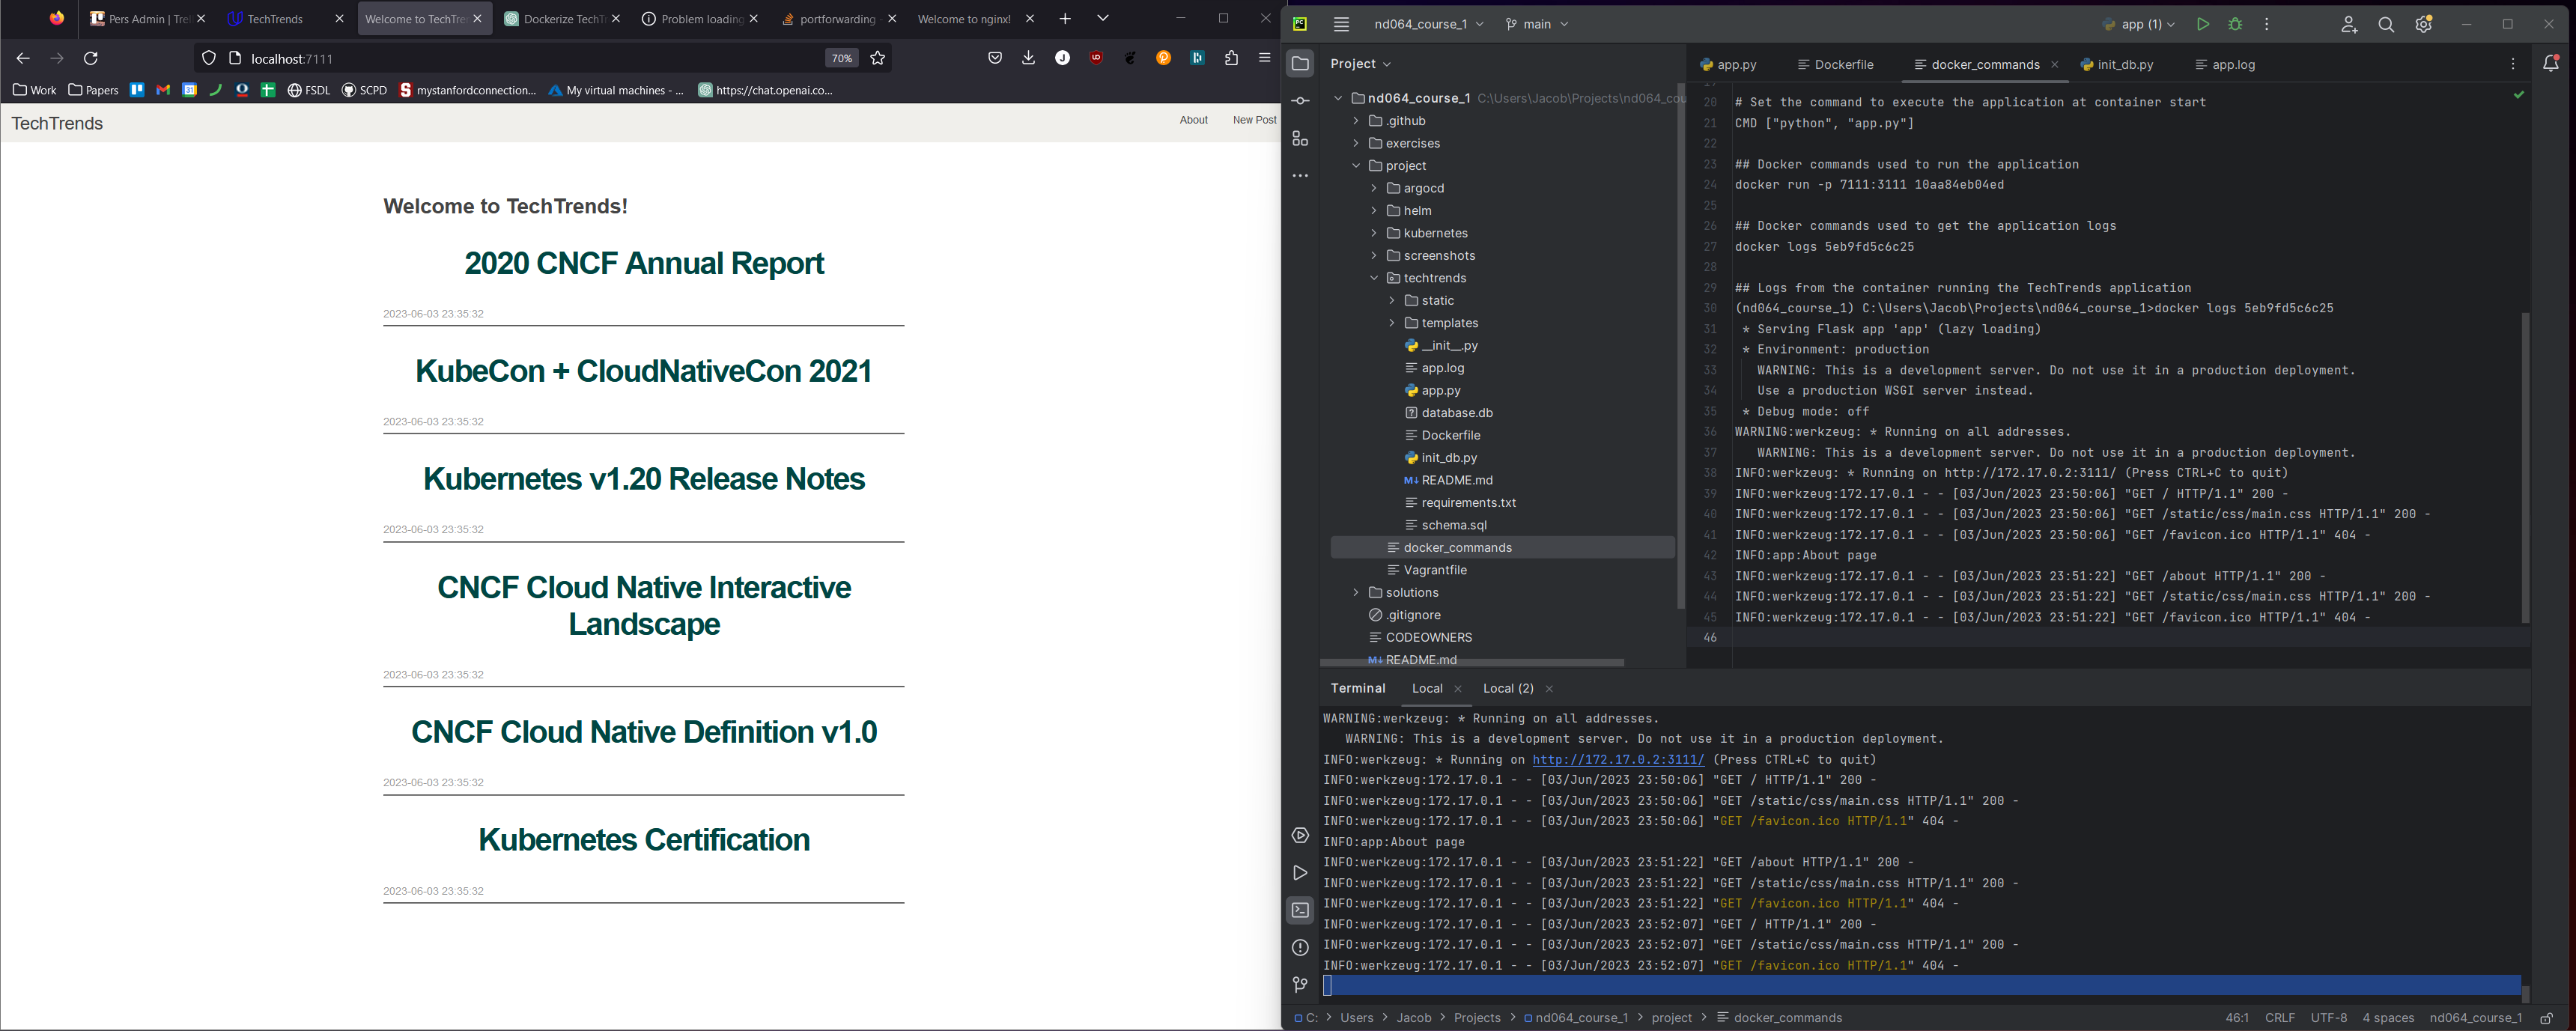 Pers Admin | Trel
TechTrends
Welcome to TechTre
Dockerize TechT
Problem loading
portforwarding
Welcome to nginx!
localhost:7111
70%
Work
Papers
FSDL
SCPD
mystanfordconnection...
My virtual machines - ...
https://chat.openai.co...
TechTrends
About
New Post
Welcome to TechTrends!
2020 CNCF Annual Report
2023-06-03 23:35:32
KubeCon + CloudNativeCon 2021
2023-06-03 23:35:32
Kubernetes v1.20 Release Notes
2023-06-03 23:35:32
CNCF Cloud Native Interactive
Landscape
2023-06-03 23:35:32
CNCF Cloud Native Definition v1.0
2023-06-03 23:35:32
Kubernetes Certification
2023-06-03 23:35:32
nd064_course_1
main
app (1)
Project
nd064_course_1 C:\Users\Jacob\Projects\nd064_cou
.github
exercises
project
argocd
helm
kubernetes
screenshots
techtrends
static
templates
__init__.py
app.log
app.py
database.db
Dockerfile
init_db.py
README.md
requirements.txt
schema.sql
docker_commands
Vagrantfile
solutions
.gitignore
CODEOWNERS
README.md
app.py
Dockerfile
docker_commands
init_db.py
app.log
20 # Set the command to execute the application at container start
21 CMD ["python", "app.py"]
22
23 ## Docker commands used to run the application
24 docker run -p 7111:3111 10aa84eb04ed
25
26 ## Docker commands used to get the application logs
27 docker logs 5eb9fd5c6c25
28
29 ## Logs from the container running the TechTrends application
30 (nd064_course_1) C:\Users\Jacob\Projects\nd064_course_1>docker logs 5eb9fd5c6c25
31 * Serving Flask app 'app' (lazy loading)
32 * Environment: production
33 WARNING: This is a development server. Do not use it in a production deployment.
34 Use a production WSGI server instead.
35 * Debug mode: off
36 WARNING:werkzeug: * Running on all addresses.
37 WARNING: This is a development server. Do not use it in a production deployment.
38 INFO:werkzeug: * Running on http://172.17.0.2:3111/ (Press CTRL+C to quit)
39 INFO:werkzeug:172.17.0.1 - - [03/Jun/2023 23:50:06] "GET / HTTP/1.1" 200 -
40 INFO:werkzeug:172.17.0.1 - - [03/Jun/2023 23:50:06] "GET /static/css/main.css HTTP/1.1" 200 -
41 INFO:werkzeug:172.17.0.1 - - [03/Jun/2023 23:50:06] "GET /favicon.ico HTTP/1.1" 404 -
42 INFO:app:About page
43 INFO:werkzeug:172.17.0.1 - - [03/Jun/2023 23:51:22] "GET /about HTTP/1.1" 200 -
44 INFO:werkzeug:172.17.0.1 - - [03/Jun/2023 23:51:22] "GET /static/css/main.css HTTP/1.1" 200 -
45 INFO:werkzeug:172.17.0.1 - - [03/Jun/2023 23:51:22] "GET /favicon.ico HTTP/1.1" 404 -
46
Terminal
Local
Local (2)
WARNING:werkzeug: * Running on all addresses.
WARNING: This is a development server. Do not use it in a production deployment.
INFO:werkzeug: * Running on http://172.17.0.2:3111/ (Press CTRL+C to quit)
INFO:werkzeug:172.17.0.1 - - [03/Jun/2023 23:50:06] "GET / HTTP/1.1" 200 -
INFO:werkzeug:172.17.0.1 - - [03/Jun/2023 23:50:06] "GET /static/css/main.css HTTP/1.1" 200 -
INFO:werkzeug:172.17.0.1 - - [03/Jun/2023 23:50:06] "GET /favicon.ico HTTP/1.1" 404 -
INFO:app:About page
INFO:werkzeug:172.17.0.1 - - [03/Jun/2023 23:51:22] "GET /about HTTP/1.1" 200 -
INFO:werkzeug:172.17.0.1 - - [03/Jun/2023 23:51:22] "GET /static/css/main.css HTTP/1.1" 200 -
INFO:werkzeug:172.17.0.1 - - [03/Jun/2023 23:51:22] "GET /favicon.ico HTTP/1.1" 404 -
INFO:werkzeug:172.17.0.1 - - [03/Jun/2023 23:52:07] "GET / HTTP/1.1" 200 -
INFO:werkzeug:172.17.0.1 - - [03/Jun/2023 23:52:07] "GET /static/css/main.css HTTP/1.1" 200 -
INFO:werkzeug:172.17.0.1 - - [03/Jun/2023 23:52:07] "GET /favicon.ico HTTP/1.1" 404 -
C: > Users > Jacob > Projects > nd064_course_1 > project > docker_commands
46:1 CRLF UTF-8 4 spaces nd064_course_1